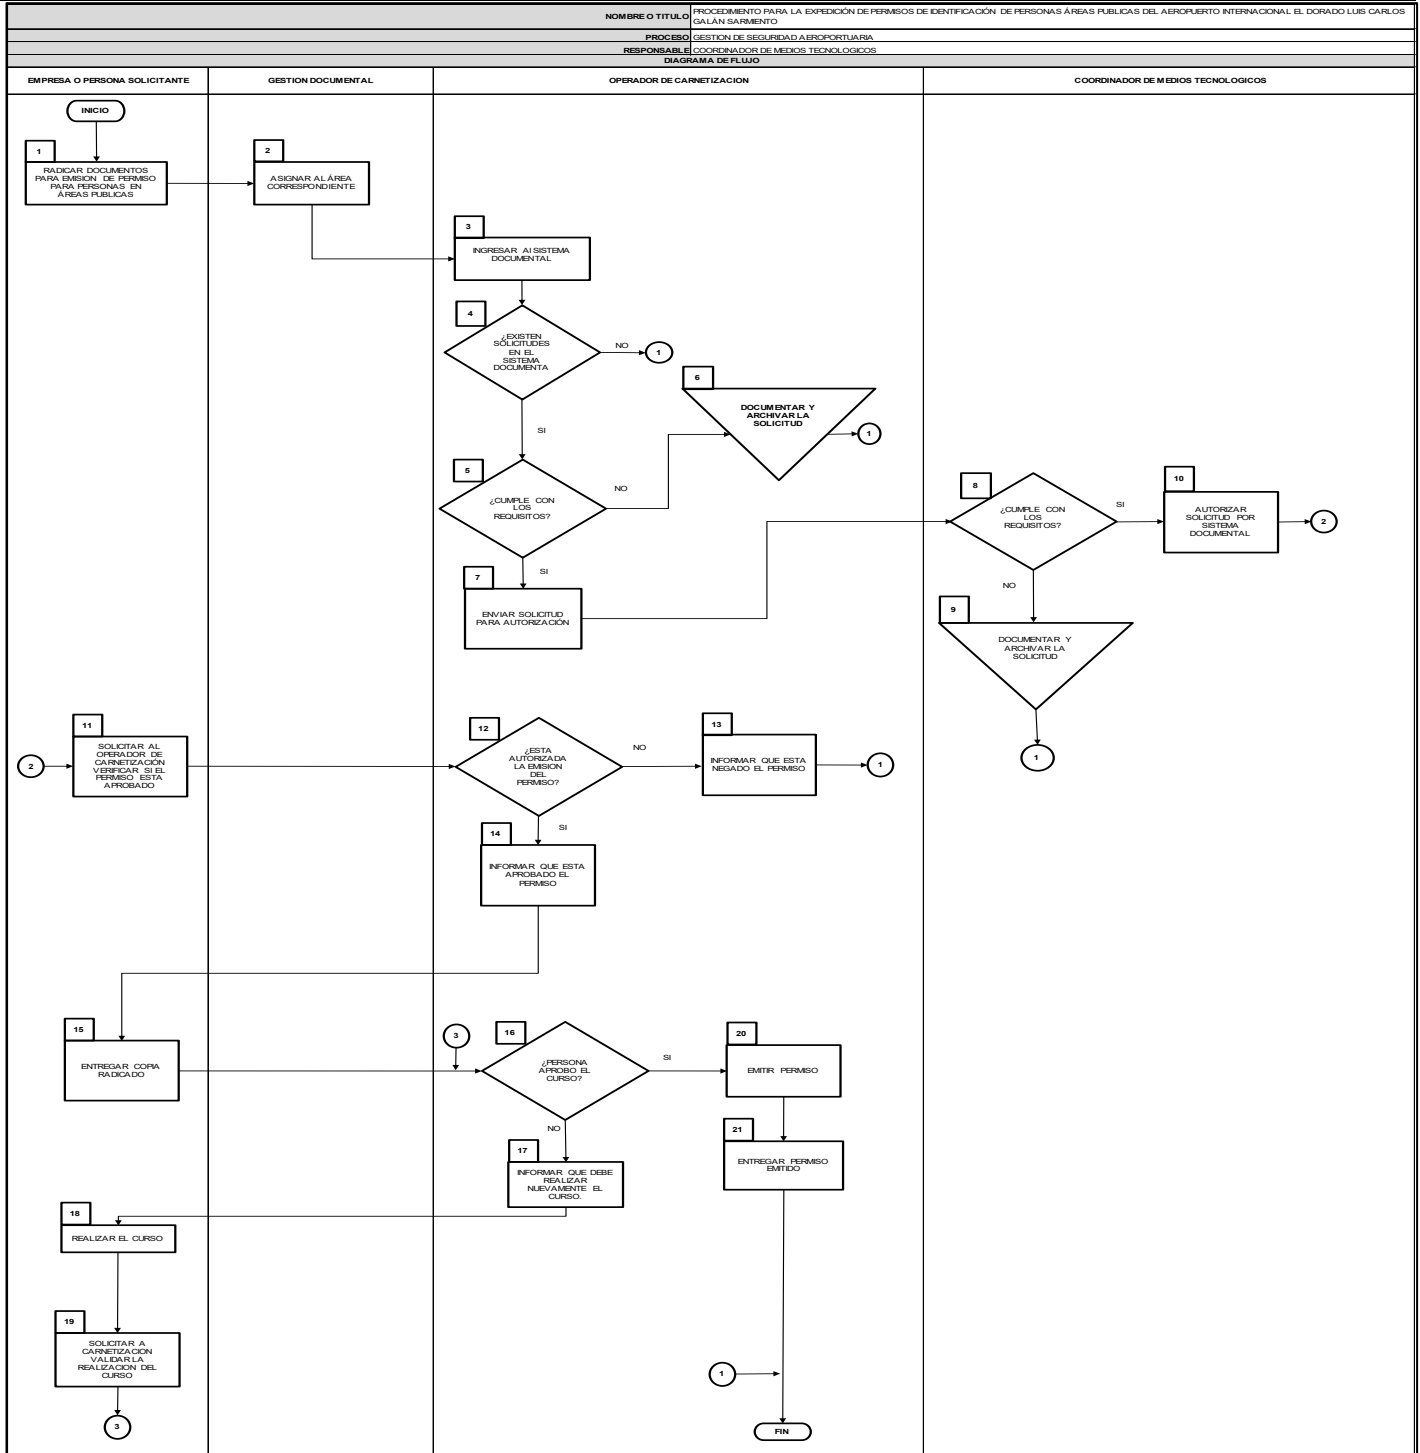 NOMBRE O TITULO
PROCEDIMIENTO PARA LA EXPEDICIÓN DE PERMISOS DE IDENTIFICACIÓN DE PERSONAS ÁREAS PUBLICAS DEL AEROPUERTO INTERNACIONAL EL DORADO LUIS CARLOS
GALÁN SARMIENTO
PROCESO
GESTION DE SEGURIDAD AEROPORTUARIA
RESPONSABLE
COORDINADOR DE MEDIOS TECNOLOGICOS
DIAGRAMA DE FLUJO
EMPRESA O PERSONA SOLICITANTE
GESTION DOCUMENTAL
OPERADOR DE CARNETIZACION
COORDINADOR DE MEDIOS TECNOLOGICOS
INICIO
1
RADICAR DOCUMENTOS
PARA EMISION DE PERMISO
PARA PERSONAS EN
ÁREAS PUBLICAS
2
ASIGNAR AL ÁREA
CORRESPONDIENTE
3
INGRESAR Al SISTEMA
DOCUMENTAL
4
¿EXISTEN
SOLICITUDES
EN EL
SISTEMA
DOCUMENTA
NO
1
SI
5
¿CUMPLE CON
LOS
REQUISITOS?
NO
6
DOCUMENTAR Y
ARCHIVAR LA
SOLICITUD
1
SI
7
ENVIAR SOLICITUD
PARA AUTORIZACIÓN
8
¿CUMPLE CON
LOS
REQUISITOS?
SI
10
AUTORIZAR
SOLICITUD POR
SISTEMA
DOCUMENTAL
2
NO
9
DOCUMENTAR Y
ARCHIVAR LA
SOLICITUD
1
2
11
SOLICITAR AL
OPERADOR DE
CARNETIZACIÓN
VERIFICAR SI EL
PERMISO ESTA
APROBADO
12
¿ESTA
AUTORIZADA
LA EMISION
DEL
PERMISO?
NO
13
INFORMAR QUE ESTA
NEGADO EL PERMISO
1
SI
14
INFORMAR QUE ESTA
APROBADO EL
PERMISO
15
ENTREGAR COPIA
RADICADO
3
16
¿PERSONA
APROBO EL
CURSO?
SI
20
EMITIR PERMISO
NO
21
ENTREGAR PERMISO
EMITIDO
17
INFORMAR QUE DEBE
REALIZAR
NUEVAMENTE EL
CURSO.
18
REALIZAR EL CURSO
19
SOLICITAR A
CARNETIZACION
VALIDAR LA
REALIZACION DEL
CURSO
3
1
FIN